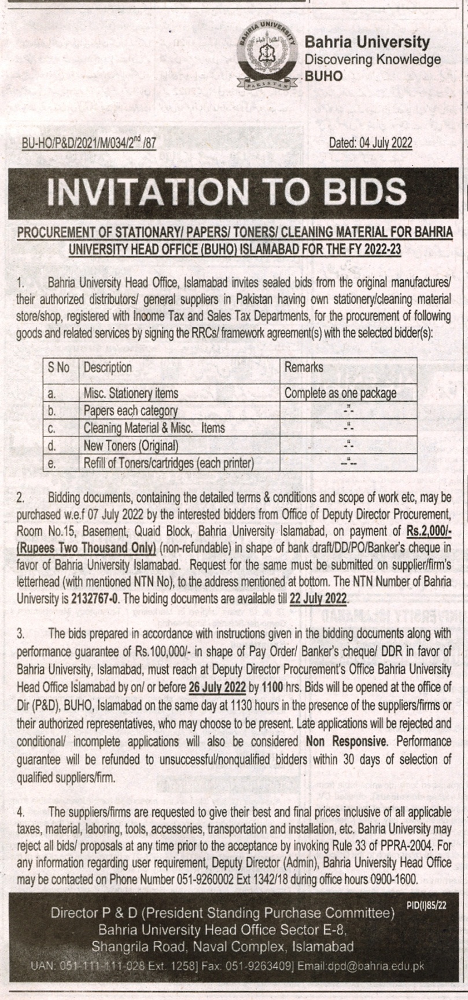 BAHRIA UNIVERSITY
PAKISTAN
Bahria University
Discovering Knowledge
BUHO
BU-HO/P&D/2021/M/034/2nd /87 Dated: 04 July 2022
INVITATION TO BIDS
PROCUREMENT OF STATIONARY/ PAPERS/ TONERS/ CLEANING MATERIAL FOR BAHRIA
UNIVERSITY HEAD OFFICE (BUHO) ISLAMABAD FOR THE FY 2022-23
1. Bahria University Head Office, Islamabad invites sealed bids from the original manufactures/
their authorized distributors/ general suppliers in Pakistan having own stationery/cleaning material
store/shop, registered with Income Tax and Sales Tax Departments, for the procurement of following
goods and related services by signing the RRCs/ framework agreement(s) with the selected bidder(s):
S No Description Remarks
a. Misc. Stationery items Complete as one package
b. Papers each category -"-
c. Cleaning Material & Misc. Items -"-
d. New Toners (Original) -"-
e. Refill of Toners/cartridges (each printer) --"--
2. Bidding documents, containing the detailed terms & conditions and scope of work etc, may be
purchased w.e.f 07 July 2022 by the interested bidders from Office of Deputy Director Procurement,
Room No.15, Basement, Quaid Block, Bahria University Islamabad, on payment of Rs.2,000/-
(Rupees Two Thousand Only) (non-refundable) in shape of bank draft/DD/PO/Banker's cheque in
favor of Bahria University Islamabad. Request for the same must be submitted on supplier/firm's
letterhead (with mentioned NTN No), to the address mentioned at bottom. The NTN Number of Bahria
University is 2132767-0. The biding documents are available till 22 July 2022.
3. The bids prepared in accordance with instructions given in the bidding documents along with
performance guarantee of Rs.100,000/- in shape of Pay Order/ Banker's cheque/ DDR in favor of
Bahria University, Islamabad, must reach at Deputy Director Procurement's Office Bahria University
Head Office Islamabad by on/ or before 26 July 2022 by 1100 hrs. Bids will be opened at the office of
Dir (P&D), BUHO, Islamabad on the same day at 1130 hours in the presence of the suppliers/firms or
their authorized representatives, who may choose to be present. Late applications will be rejected and
conditional/ incomplete applications will also be considered Non Responsive. Performance
guarantee will be refunded to unsuccessful/nonqualified bidders within 30 days of selection of
qualified suppliers/firm.
4. The suppliers/firms are requested to give their best and final prices inclusive of all applicable
taxes, material, laboring, tools, accessories, transportation and installation, etc. Bahria University may
reject all bids/ proposals at any time prior to the acceptance by invoking Rule 33 of PPRA-2004. For
any information regarding user requirement, Deputy Director (Admin), Bahria University Head Office
may be contacted on Phone Number 051-9260002 Ext 1342/18 during office hours 0900-1600.
Director P & D (President Standing Purchase Committee) PID(I)85/22
Bahria University Head Office Sector E-8,
Shangrila Road, Naval Complex, Islamabad
UAN: 051-111-111-028 Ext. 1258] Fax: 051-9263409] Email:dpd@bahria.edu.pk